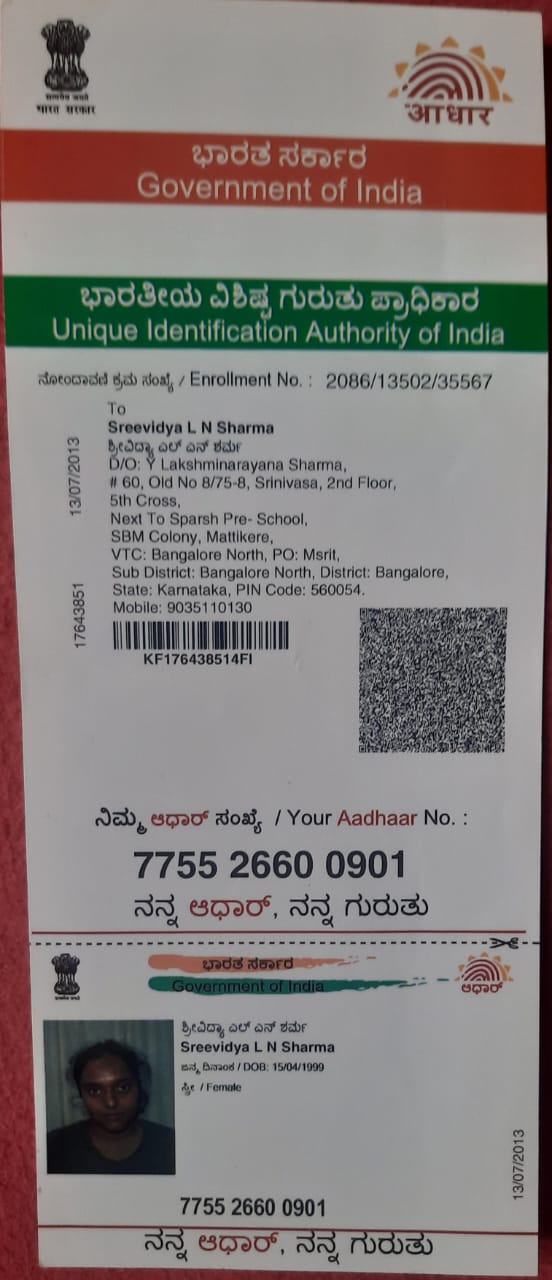 सत्यमेव जयते
भारत सरकार
आधार
ಭಾರತ ಸರ್ಕಾರ
Government of India
ಭಾರತೀಯ ವಿಶಿಷ್ಟ ಗುರುತು ಪ್ರಾಧಿಕಾರ
Unique Identification Authority of India
ನೋಂದಾವಣಿ ಕ್ರಮ ಸಂಖ್ಯೆ / Enrollment No. : 2086/13502/35567
To
Sreevidya L N Sharma
ಶ್ರೀವಿದ್ಯಾ ಎಲ್ ಎನ್ ಶರ್ಮ
D/O: Y Lakshminarayana Sharma,
# 60, Old No 8/75-8, Srinivasa, 2nd Floor,
5th Cross,
Next To Sparsh Pre- School,
SBM Colony, Mattikere,
VTC: Bangalore North, PO: Msrit,
Sub District: Bangalore North, District: Bangalore,
State: Karnataka, PIN Code: 560054.
Mobile: 9035110130
13/07/2013
17643851
KF176438514FI
ನಿಮ್ಮ ಆಧಾರ್ ಸಂಖ್ಯೆ / Your Aadhaar No. :
7755 2660 0901
ನನ್ನ ಆಧಾರ್, ನನ್ನ ಗುರುತು
ಭಾರತ ಸರ್ಕಾರ
Government of India
ಆಧಾರ್
ಶ್ರೀವಿದ್ಯಾ ಎಲ್ ಎನ್ ಶರ್ಮ
Sreevidya L N Sharma
ಜನ್ಮ ದಿನಾಂಕ / DOB: 15/04/1999
ಸ್ತ್ರೀ / Female
13/07/2013
7755 2660 0901
ನನ್ನ ಆಧಾರ್, ನನ್ನ ಗುರುತು